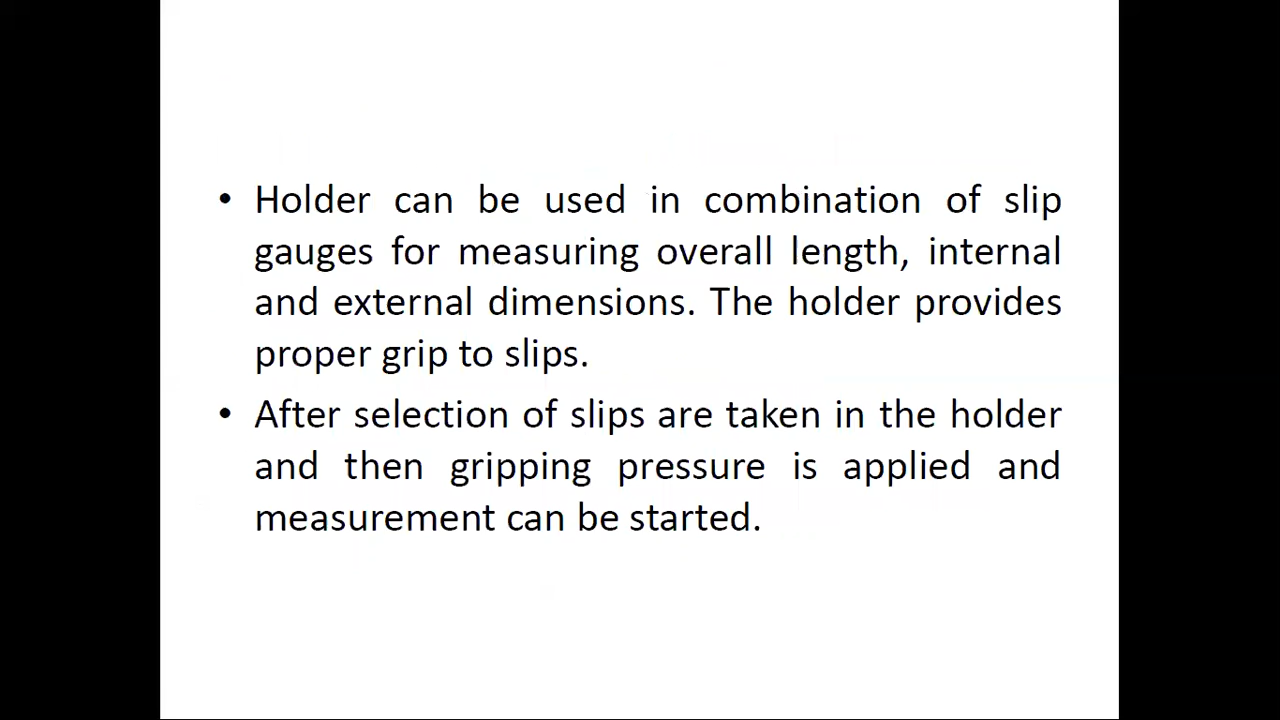 • Holder can be used in combination of slip
gauges for measuring overall length, internal
and external dimensions. The holder provides
proper grip to slips.
• After selection of slips are taken in the holder
and then gripping pressure is applied and
measurement can be started.